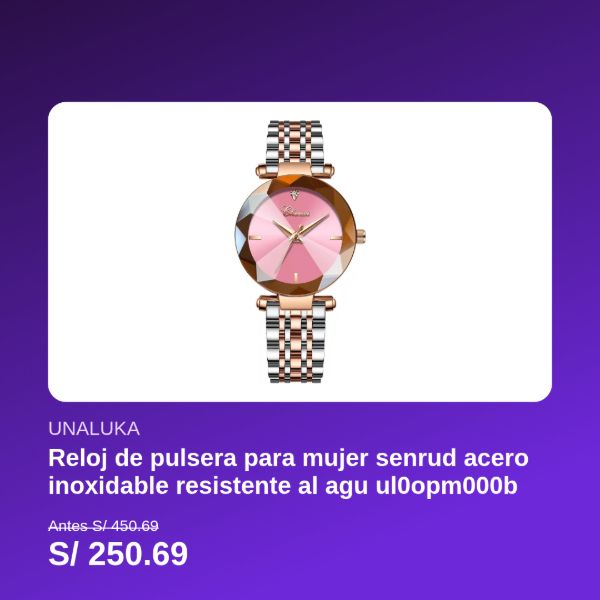 UNALUKA
Reloj de pulsera para mujer senrud acero
inoxidable resistente al agu ul0opm000b
Antes S/ 450.69
S/ 250.69